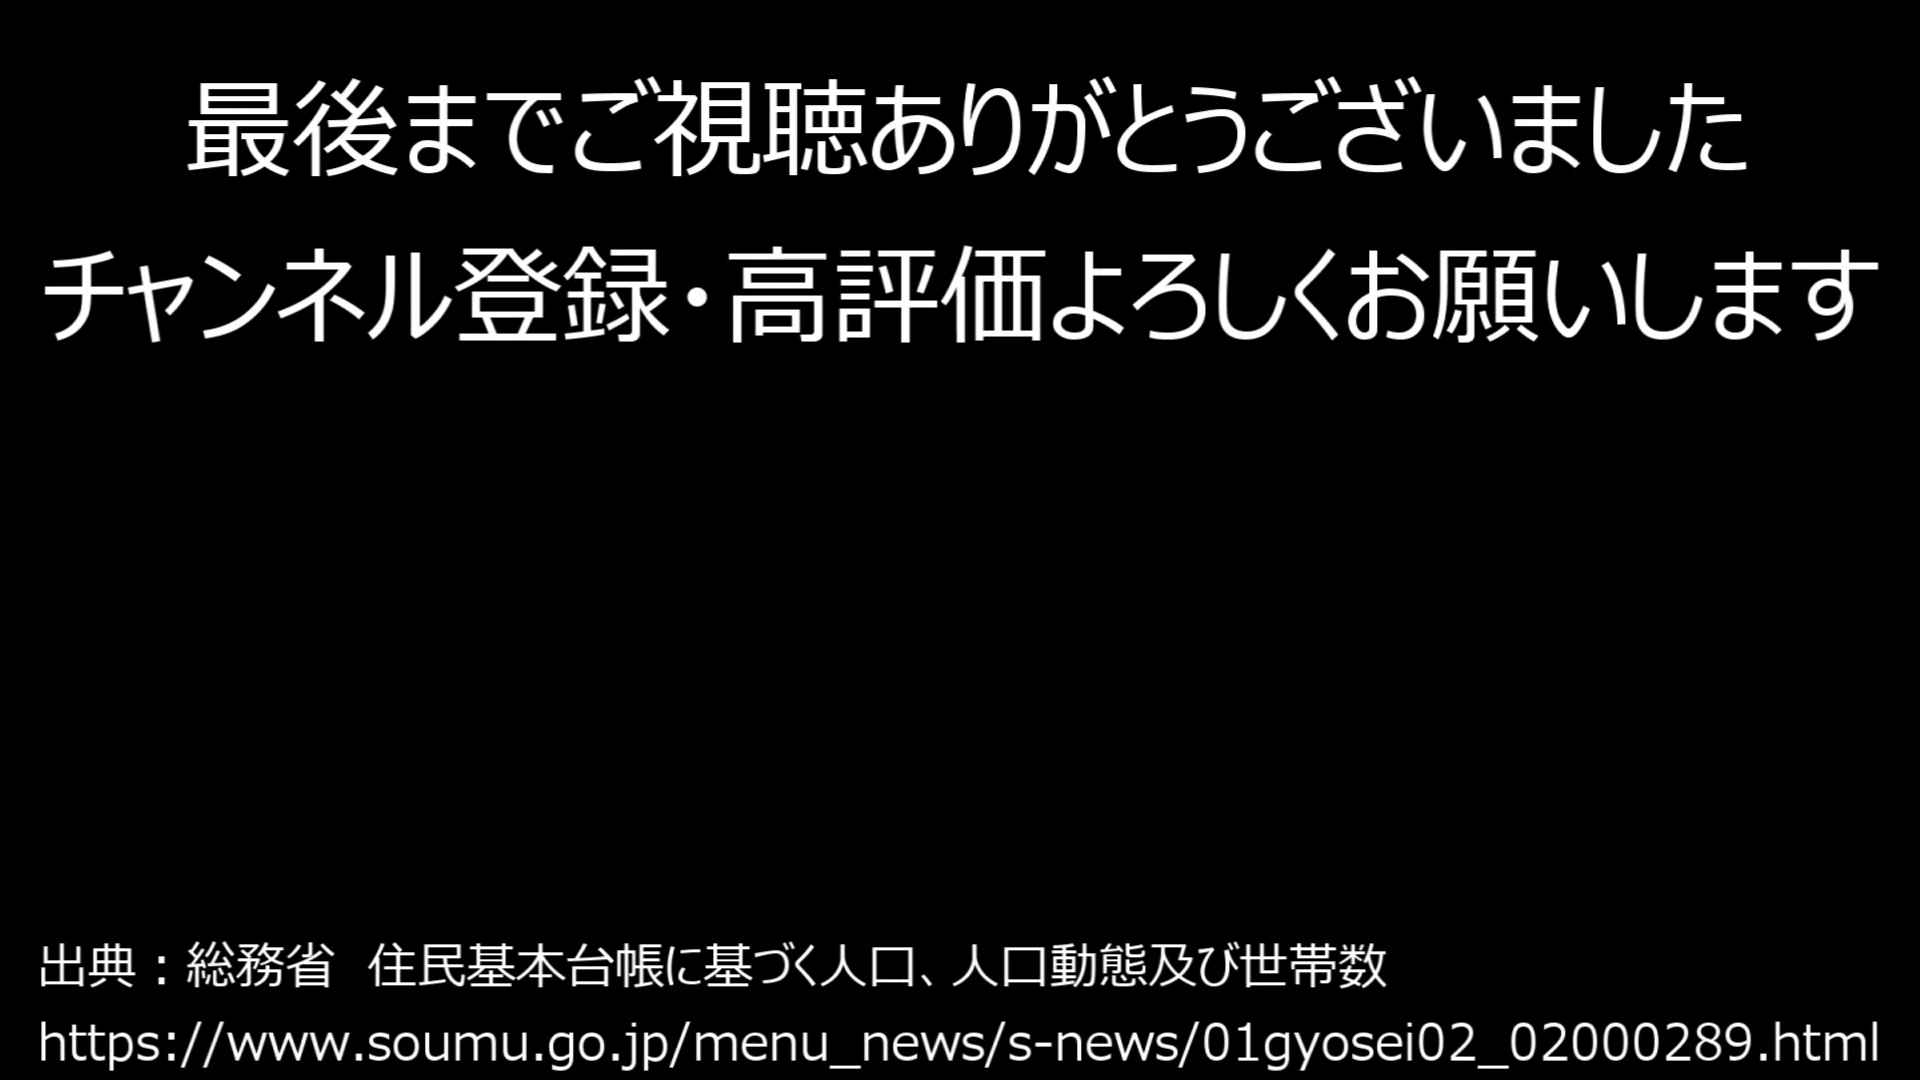 最後までご視聴ありがとうございました
チャンネル登録・高評価よろしくお願いします
出典：総務省　住民基本台帳に基づく人口、人口動態及び世帯数
https://www.soumu.go.jp/menu_news/s-news/01gyosei02_02000289.html